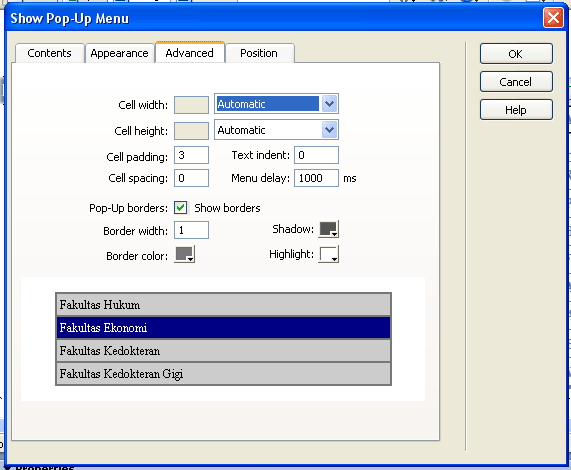 Show Pop-Up Menu
Contents Appearance Advanced Position
OK
Cancel
Help
Cell width: Automatic
Cell height: Automatic
Cell padding: 3 Text indent: 0
Cell spacing: 0 Menu delay: 1000 ms
Pop-Up borders: Show borders
Border width: 1 Shadow:
Border color: Highlight:
Fakultas Hukum
Fakultas Ekonomi
Fakultas Kedokteran
Fakultas Kedokteran Gigi
Properties